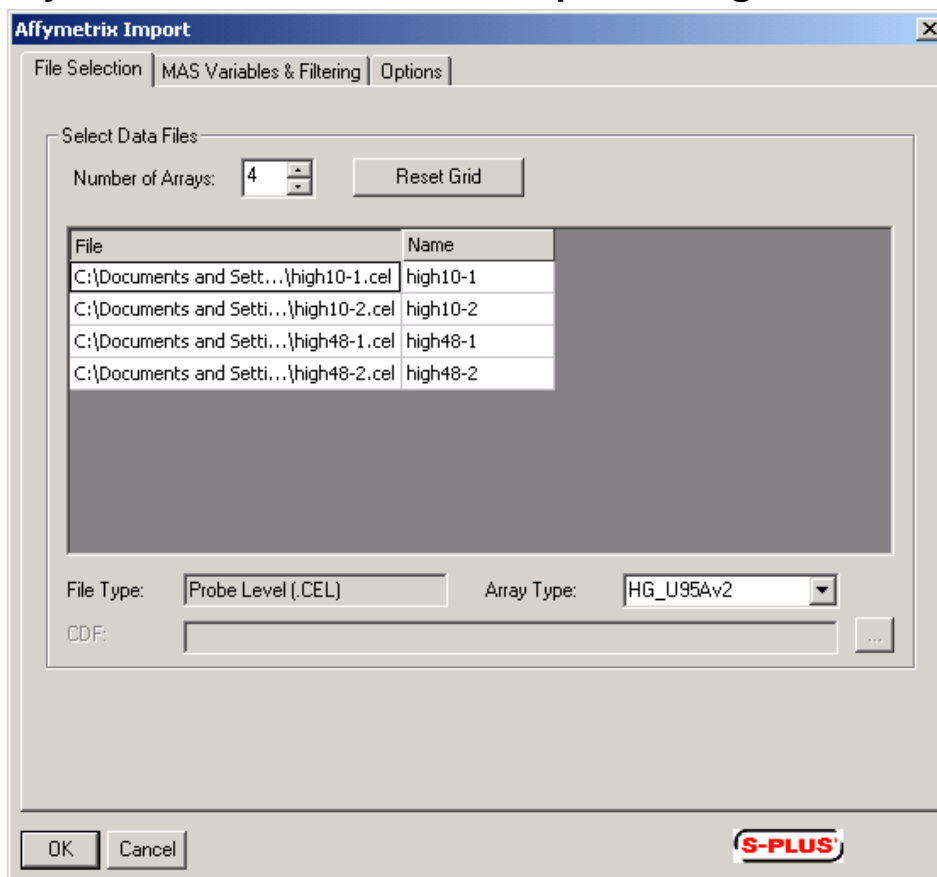 Affymetrix Import
File Selection MAS Variables & Filtering Options
Select Data Files
Number of Arrays: 4 Reset Grid
File Name
C:\Documents and Sett...\high10-1.cel high10-1
C:\Documents and Setti...\high10-2.cel high10-2
C:\Documents and Setti...\high48-1.cel high48-1
C:\Documents and Setti...\high48-2.cel high48-2
File Type: Probe Level (.CEL) Array Type: HG_U95Av2
CDF: ...
OK Cancel S-PLUS